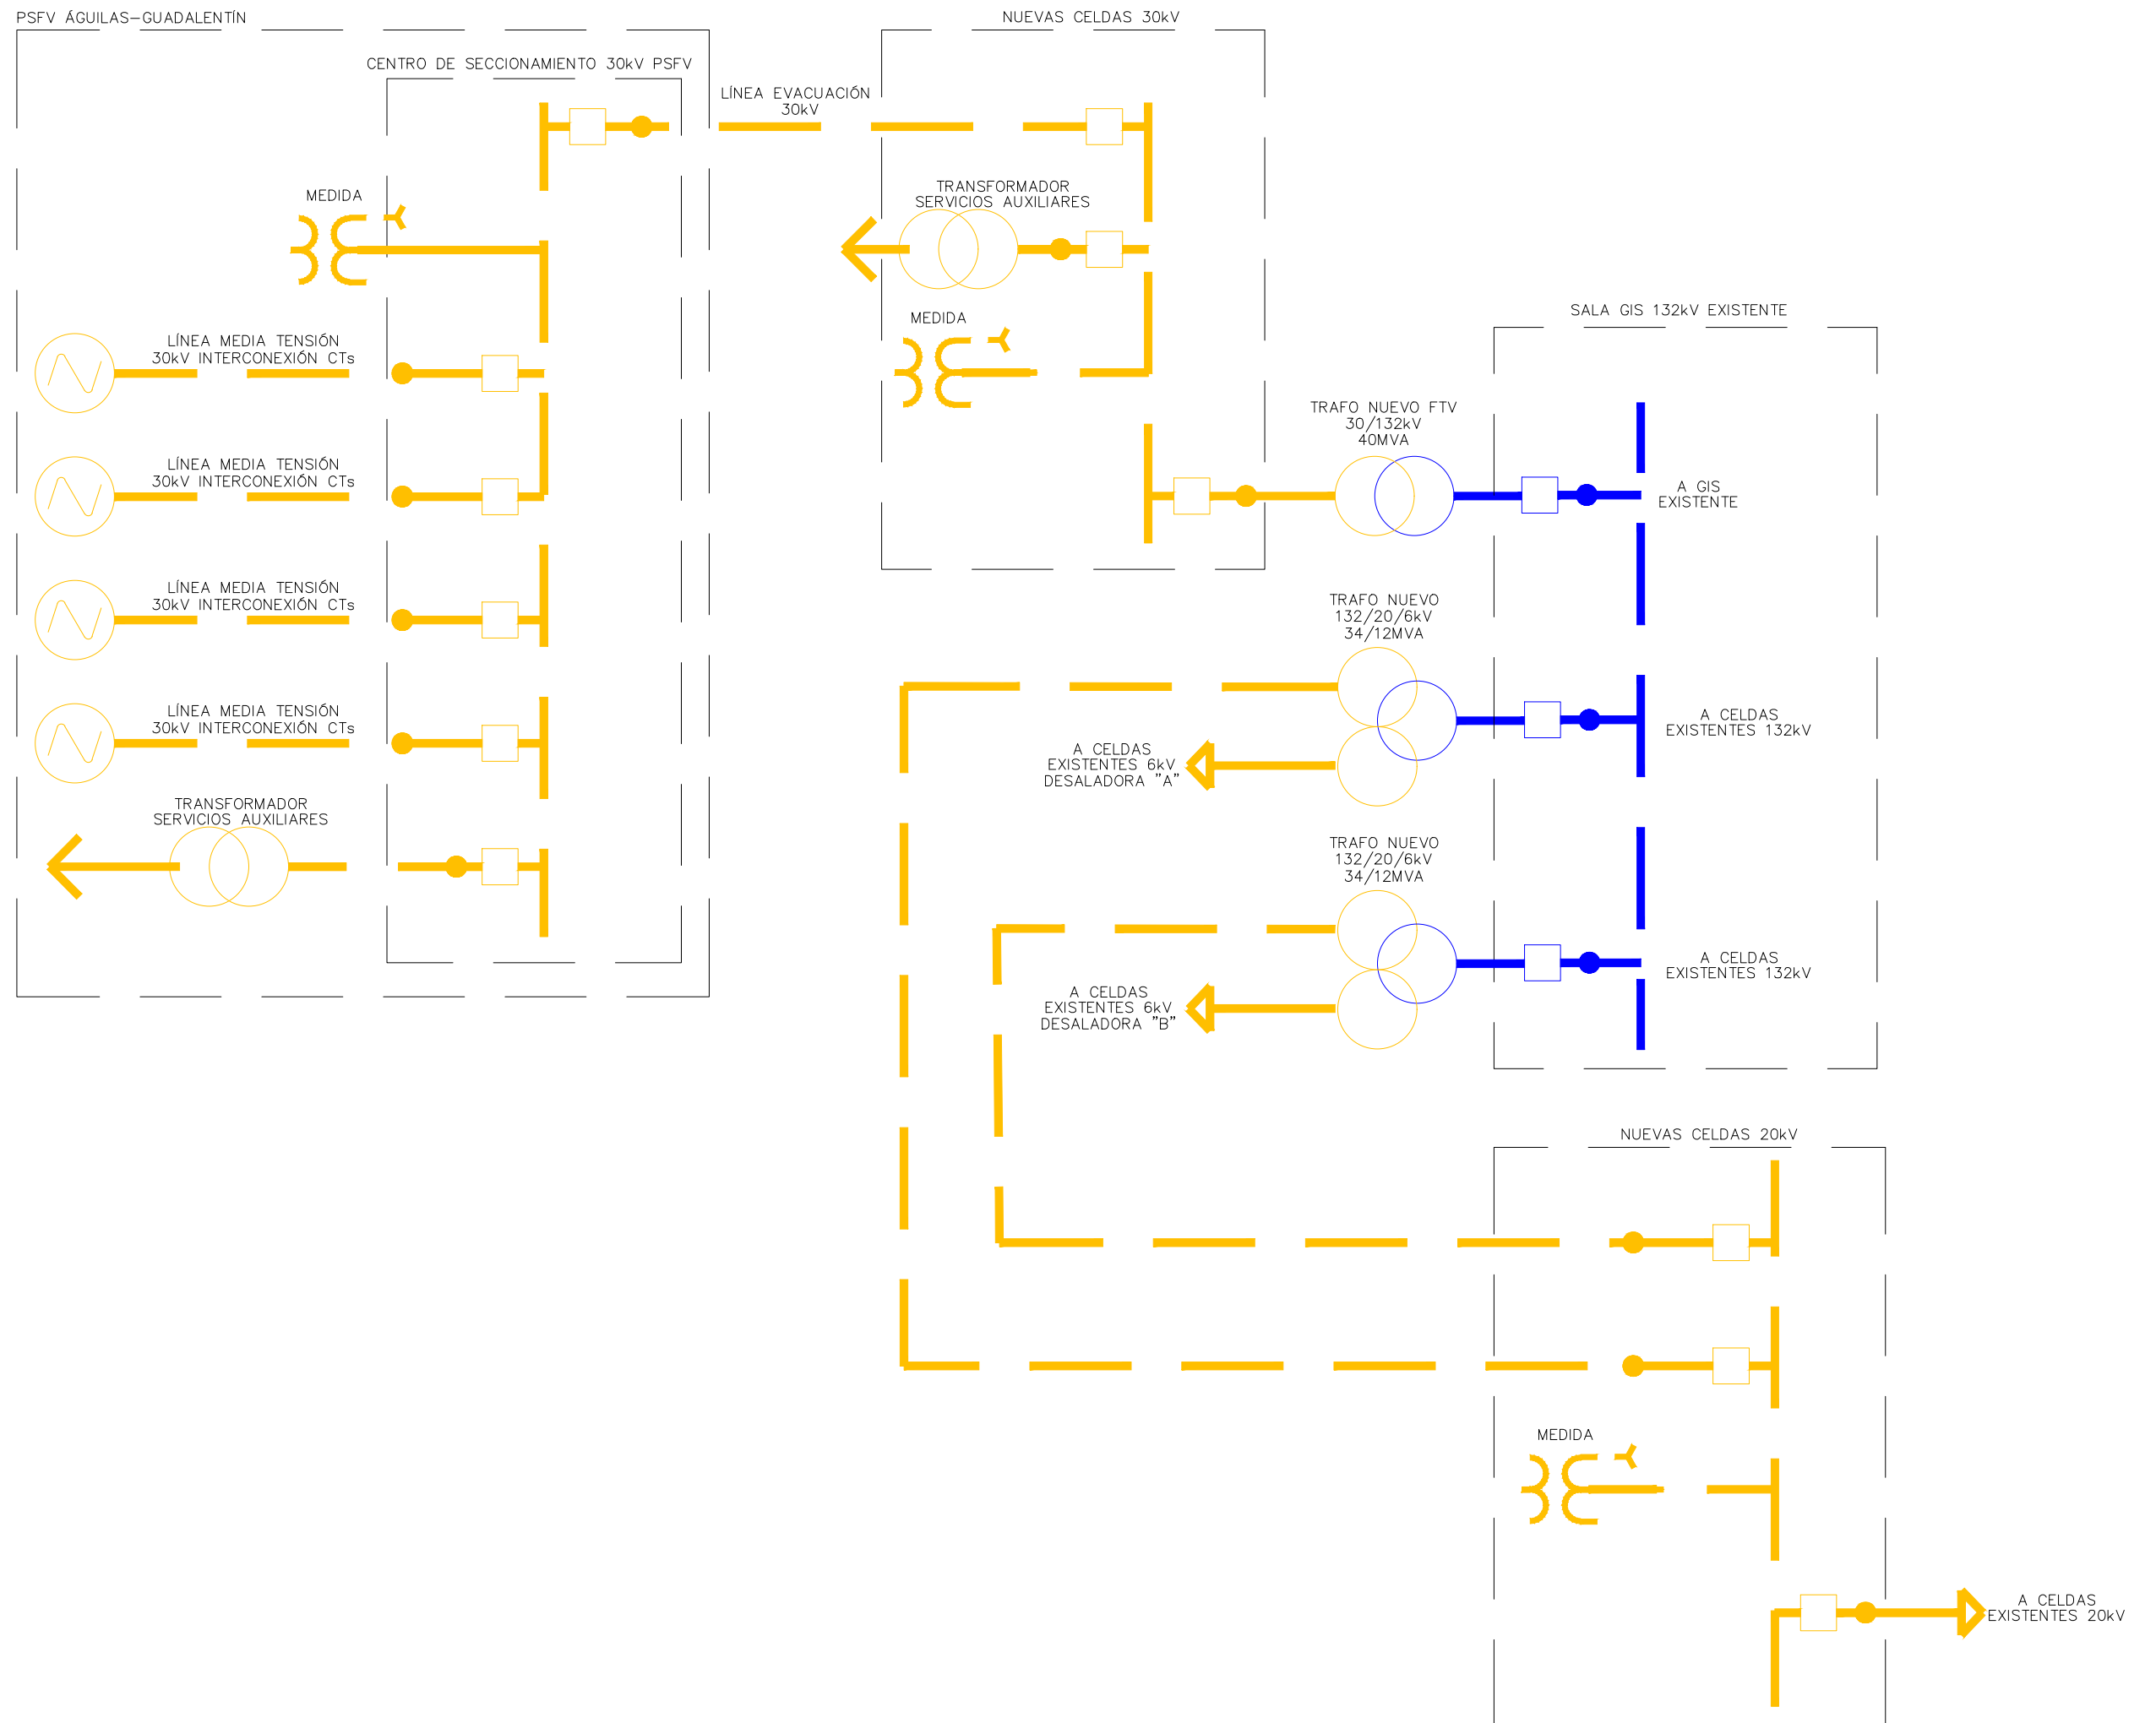 PSFV ÁGUILAS-GUADALENTÍN
CENTRO DE SECCIONAMIENTO 30kV PSFV
MEDIDA
LÍNEA MEDIA TENSIÓN
30kV INTERCONEXIÓN CTs
LÍNEA MEDIA TENSIÓN
30kV INTERCONEXIÓN CTs
LÍNEA MEDIA TENSIÓN
30kV INTERCONEXIÓN CTs
LÍNEA MEDIA TENSIÓN
30kV INTERCONEXIÓN CTs
TRANSFORMADOR
SERVICIOS AUXILIARES
LÍNEA EVACUACIÓN
30kV
NUEVAS CELDAS 30kV
TRANSFORMADOR
SERVICIOS AUXILIARES
MEDIDA
TRAFO NUEVO FTV
30/132kV
40MVA
SALA GIS 132kV EXISTENTE
A GIS
EXISTENTE
TRAFO NUEVO
132/20/6kV
34/12MVA
A CELDAS
EXISTENTES 132kV
A CELDAS
EXISTENTES 6kV
DESALADORA "A"
TRAFO NUEVO
132/20/6kV
34/12MVA
A CELDAS
EXISTENTES 132kV
A CELDAS
EXISTENTES 6kV
DESALADORA "B"
NUEVAS CELDAS 20kV
MEDIDA
A CELDAS
EXISTENTES 20kV